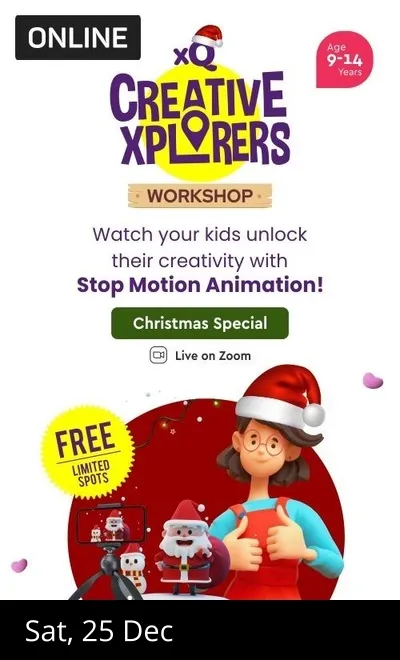 ONLINE
xQ
Age
9-14
Years
CREATIVE
XPLORERS
WORKSHOP
Watch your kids unlock
their creativity with
Stop Motion Animation!
Christmas Special
Live on Zoom
FREE
LIMITED
SPOTS
Sat, 25 Dec